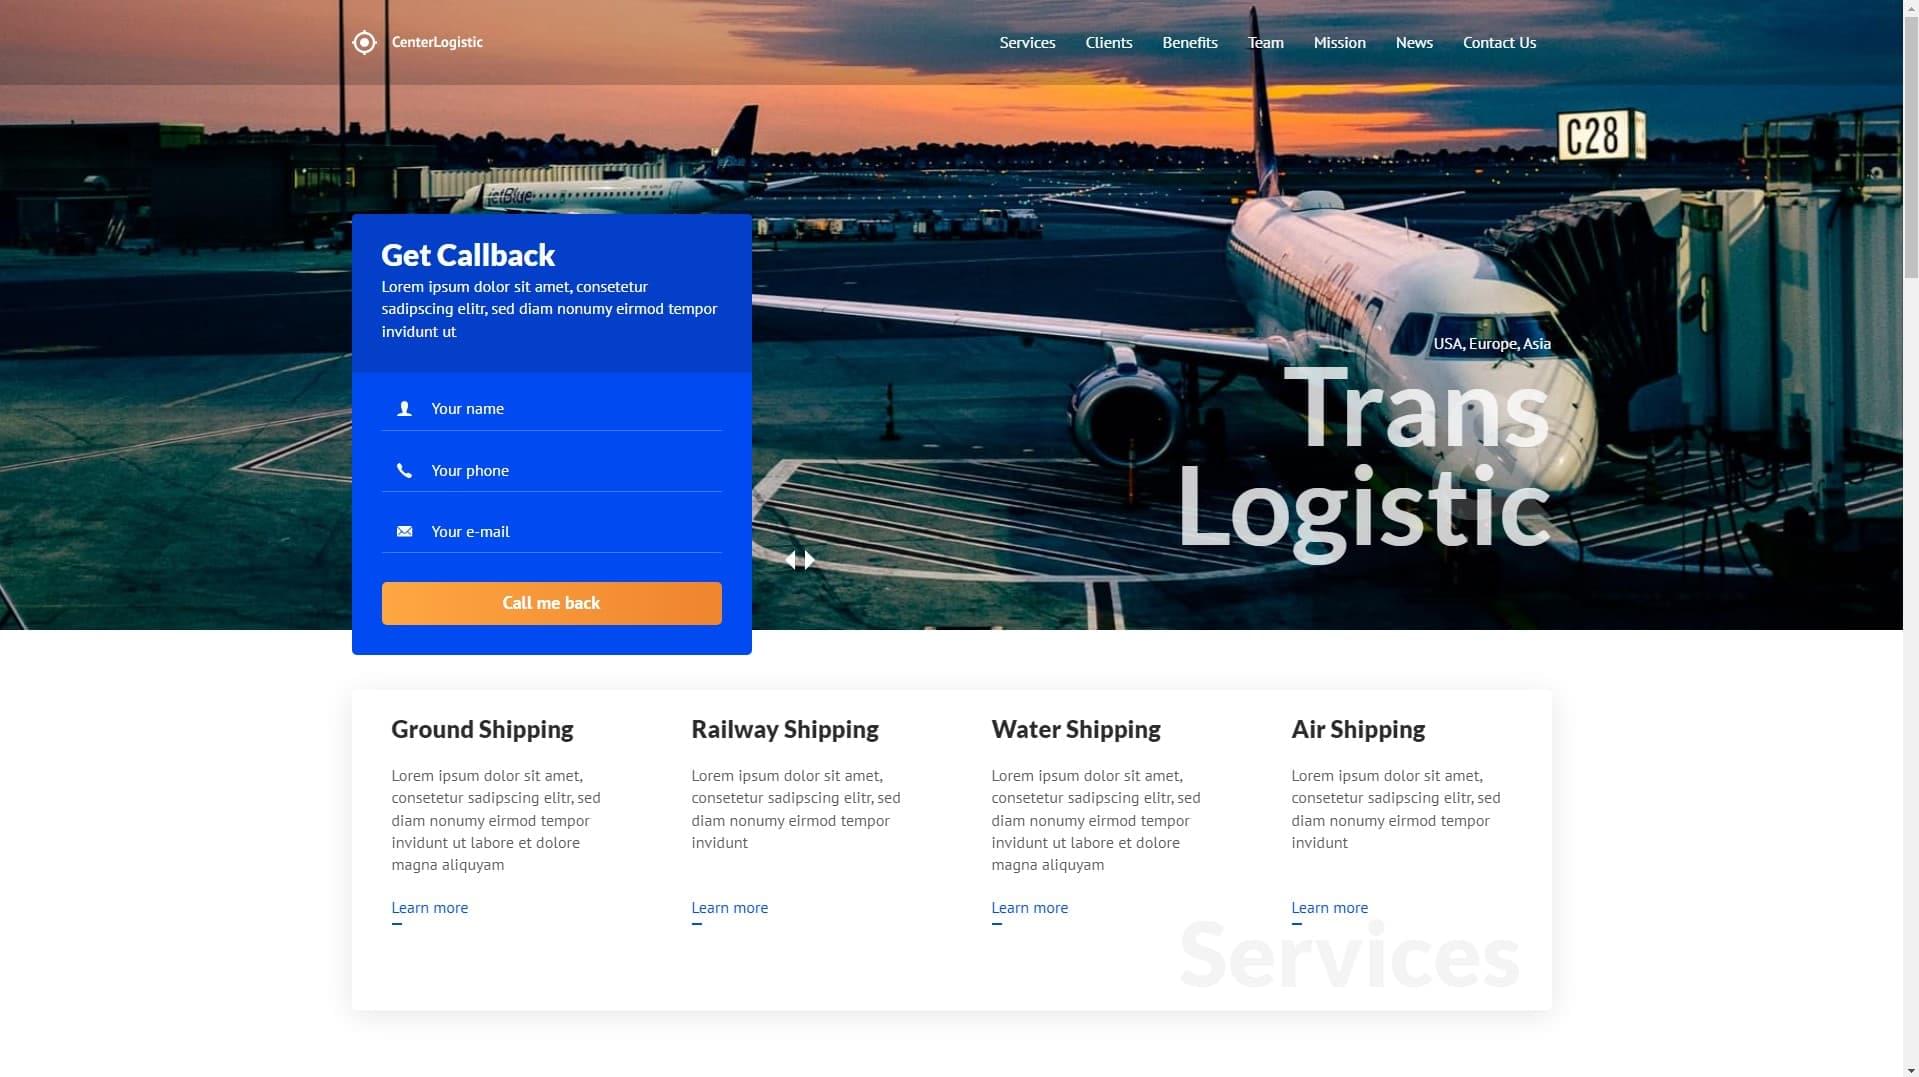 CenterLogistic
Services
Clients
Benefits
Team
Mission
News
Contact Us
C28
jetBlue
Get Callback
Lorem ipsum dolor sit amet, consetetur
sadipscing elitr, sed diam nonumy eirmod tempor
invidunt ut
Your name
Your phone
Your e-mail
Call me back
USA, Europe, Asia
Trans
Logistic
Ground Shipping
Lorem ipsum dolor sit amet,
consetetur sadipscing elitr, sed
diam nonumy eirmod tempor
invidunt ut labore et dolore
magna aliquyam
Learn more
Railway Shipping
Lorem ipsum dolor sit amet,
consetetur sadipscing elitr, sed
diam nonumy eirmod tempor
invidunt
Learn more
Water Shipping
Lorem ipsum dolor sit amet,
consetetur sadipscing elitr, sed
diam nonumy eirmod tempor
invidunt ut labore et dolore
magna aliquyam
Learn more
Air Shipping
Lorem ipsum dolor sit amet,
consetetur sadipscing elitr, sed
diam nonumy eirmod tempor
invidunt
Learn more
Services